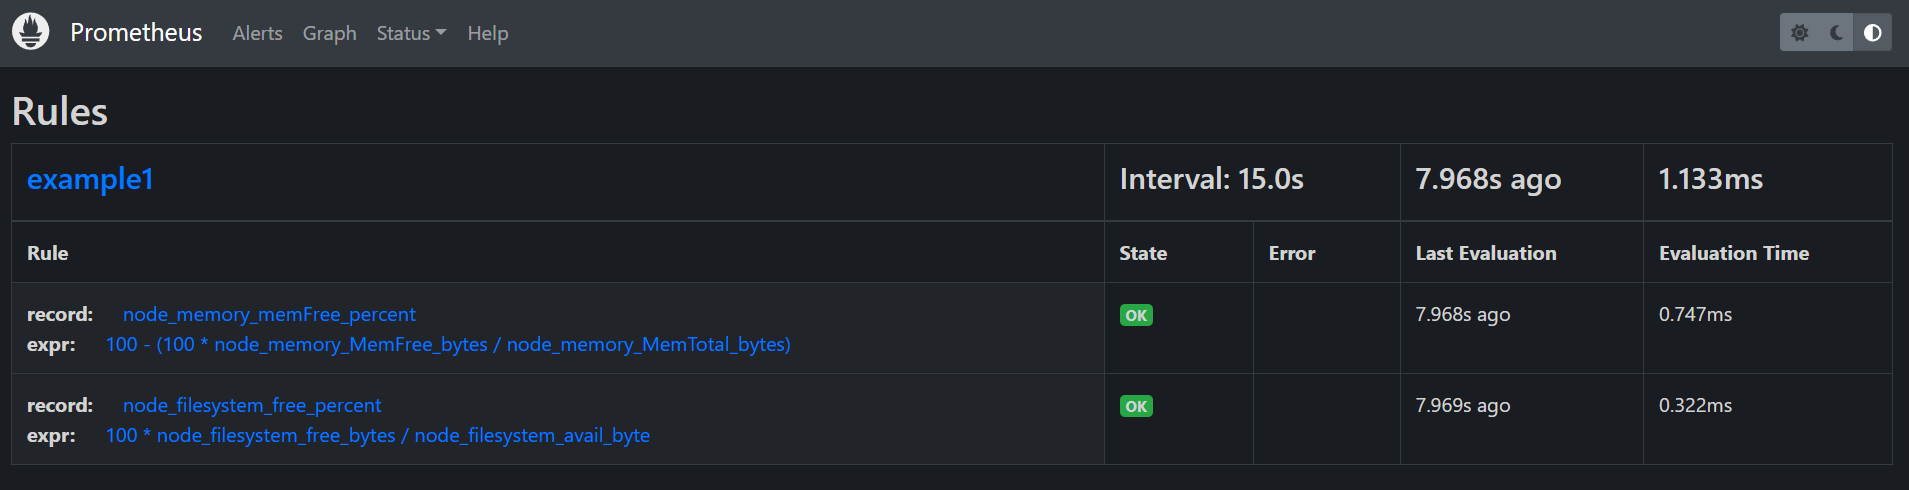 Prometheus Alerts Graph Status Help
Rules
example1 Interval: 15.0s 7.968s ago 1.133ms
Rule State Error Last Evaluation Evaluation Time
record: node_memory_memFree_percent OK 7.968s ago 0.747ms
expr: 100 - (100 * node_memory_MemFree_bytes / node_memory_MemTotal_bytes)
record: node_filesystem_free_percent OK 7.969s ago 0.322ms
expr: 100 * node_filesystem_free_bytes / node_filesystem_avail_byte